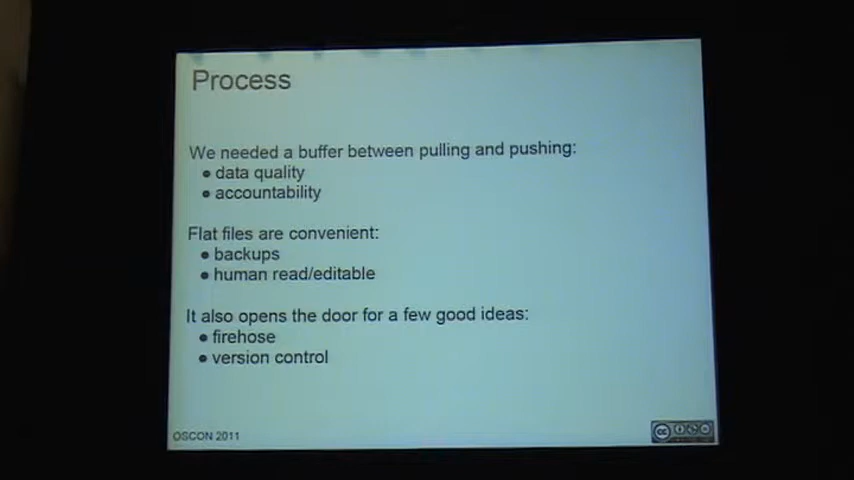 Process
We needed a buffer between pulling and pushing:
● data quality
● accountability
Flat files are convenient:
● backups
● human read/editable
It also opens the door for a few good ideas:
● firehose
● version control
OSCON 2011
cc